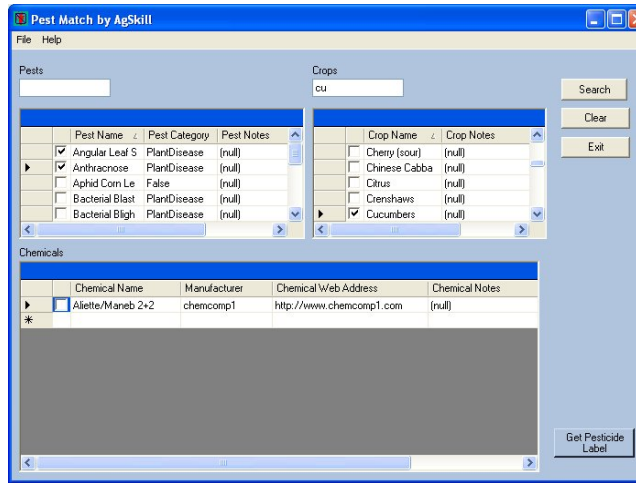 Pest Match by AgSkill
File Help
Pests
Crops
cu
Search
Clear
Exit
Pest Name Pest Category Pest Notes
Angular Leaf S PlantDisease (null)
Anthracnose PlantDisease (null)
Aphid Corn Le False (null)
Bacterial Blast PlantDisease (null)
Bacterial Bligh PlantDisease (null)
Crop Name Crop Notes
Cherry (sour) (null)
Chinese Cabba (null)
Citrus (null)
Crenshaws (null)
Cucumbers (null)
Chemicals
Chemical Name Manufacturer Chemical Web Address Chemical Notes
Aliette/Maneb 2+2 chemcomp1 http://www.chemcomp1.com (null)
Get Pesticide
Label